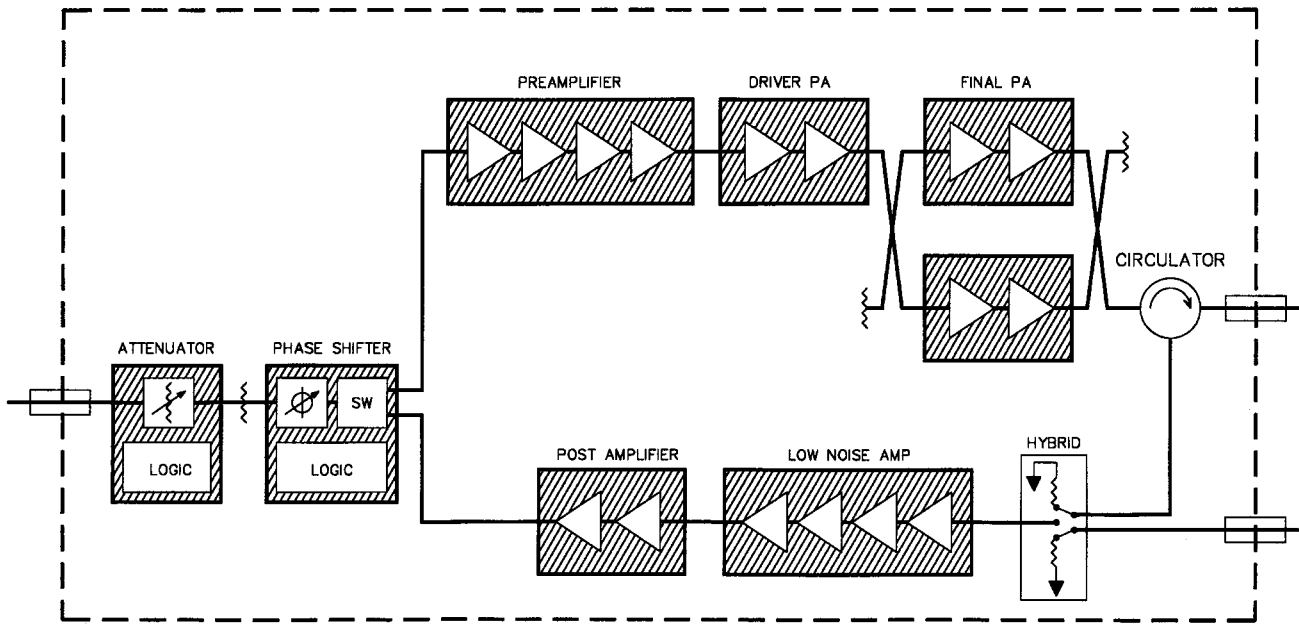 PREAMPLIFIER
DRIVER PA
FINAL PA
CIRCULATOR
ATTENUATOR
PHASE SHIFTER
SW
LOGIC
LOGIC
POST AMPLIFIER
LOW NOISE AMP
HYBRID